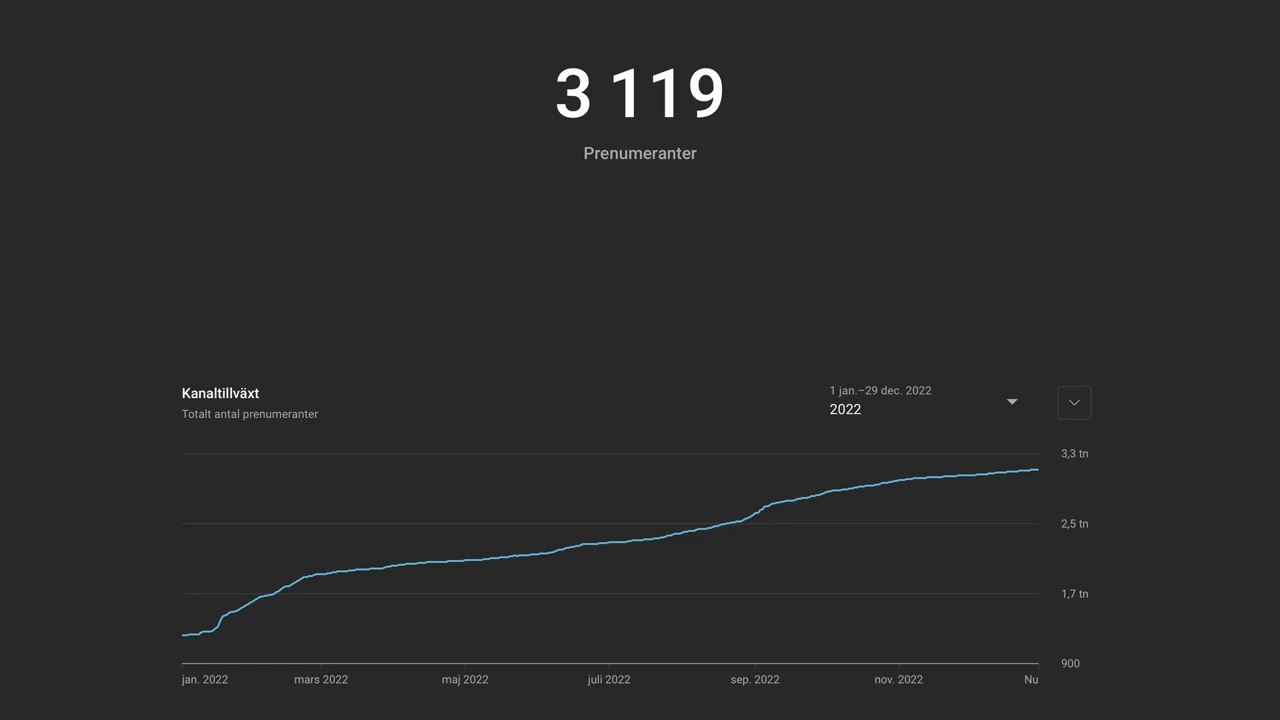 3 119
Prenumeranter
Kanaltillväxt
Totalt antal prenumeranter
1 jan.–29 dec. 2022
2022
3,3 tn
2,5 tn
1,7 tn
900
jan. 2022 mars 2022 maj 2022 juli 2022 sep. 2022 nov. 2022 Nu